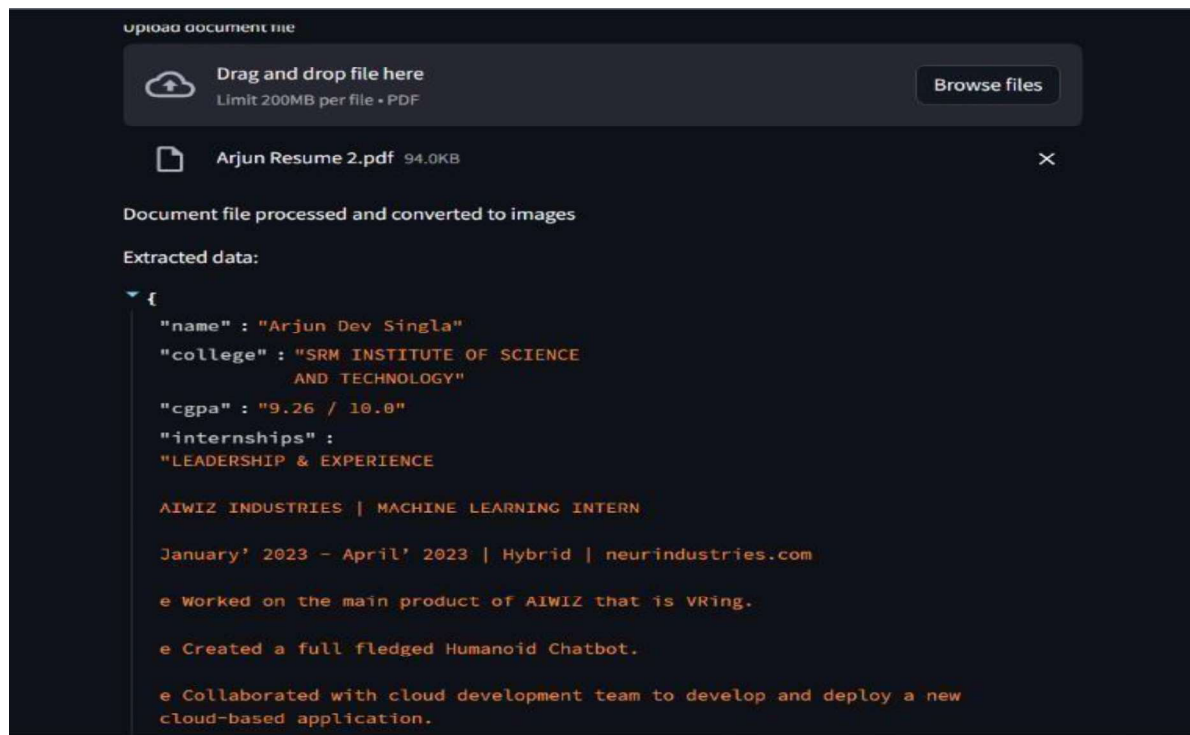 Upload document file
Drag and drop file here
Limit 200MB per file • PDF
Browse files
Arjun Resume 2.pdf 94.0KB
Document file processed and converted to images
Extracted data:
{
"name" : "Arjun Dev Singla"
"college" : "SRM INSTITUTE OF SCIENCE
AND TECHNOLOGY"
"cgpa" : "9.26 / 10.0"
"internships" :
"LEADERSHIP & EXPERIENCE
AIWIZ INDUSTRIES | MACHINE LEARNING INTERN
January’ 2023 – April’ 2023 | Hybrid | neurindustries.com
e Worked on the main product of AIWIZ that is VRing.
e Created a full fledged Humanoid Chatbot.
e Collaborated with cloud development team to develop and deploy a new
cloud-based application.